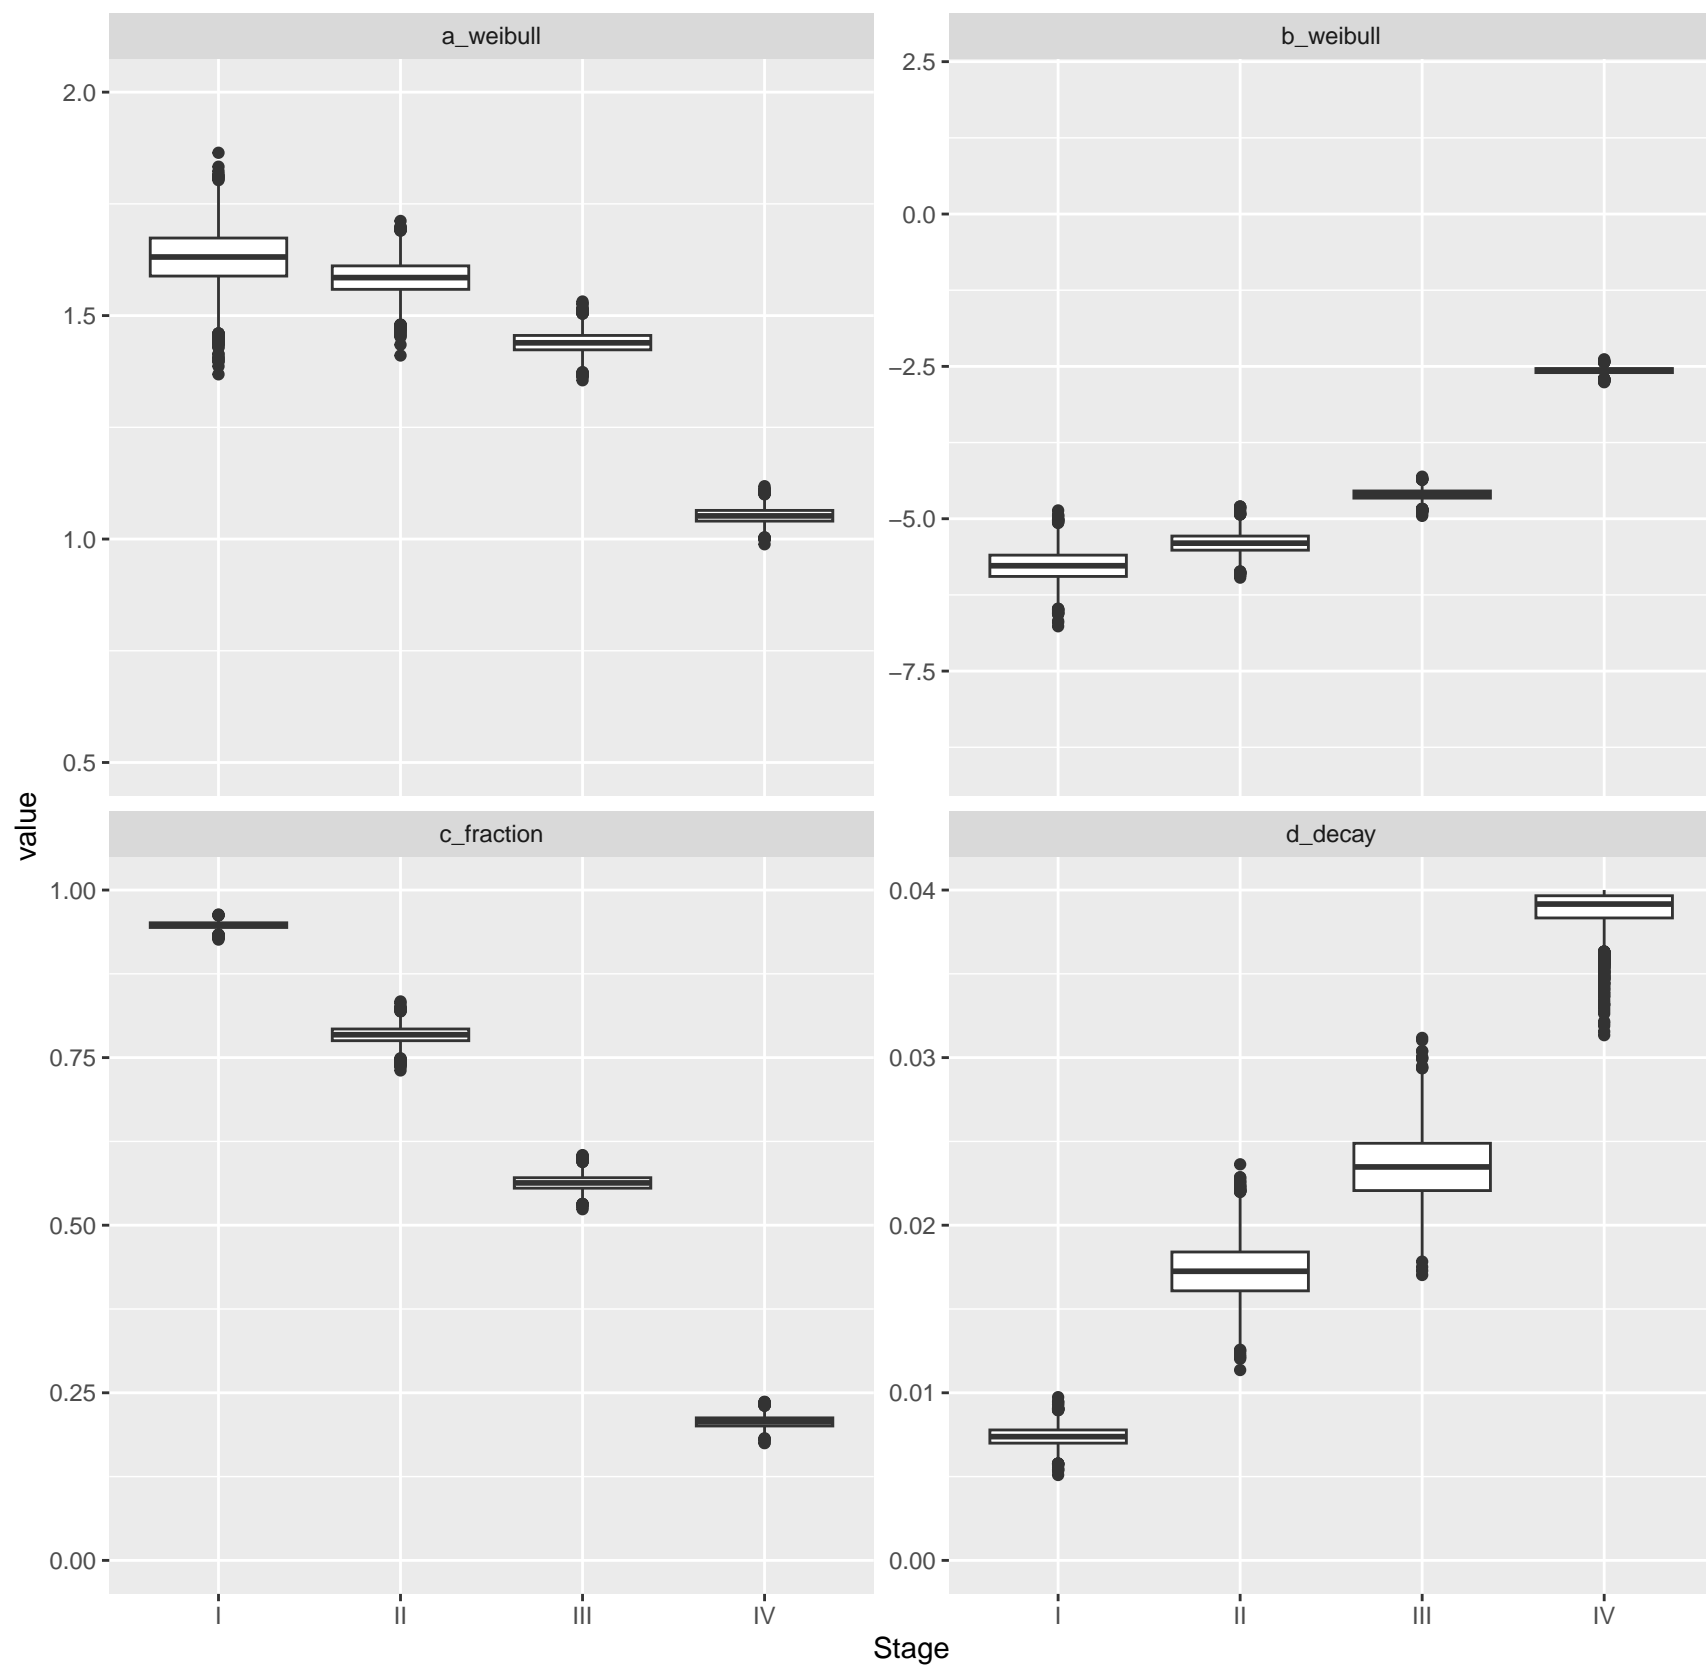 a_weibull
b_weibull
2.0
1.5
1.0
0.5
2.5
0.0
−2.5
−5.0
−7.5
value
c_fraction
d_decay
1.00
0.75
0.50
0.25
0.00
0.04
0.03
0.02
0.01
0.00
I II III IV
I II III IV
Stage